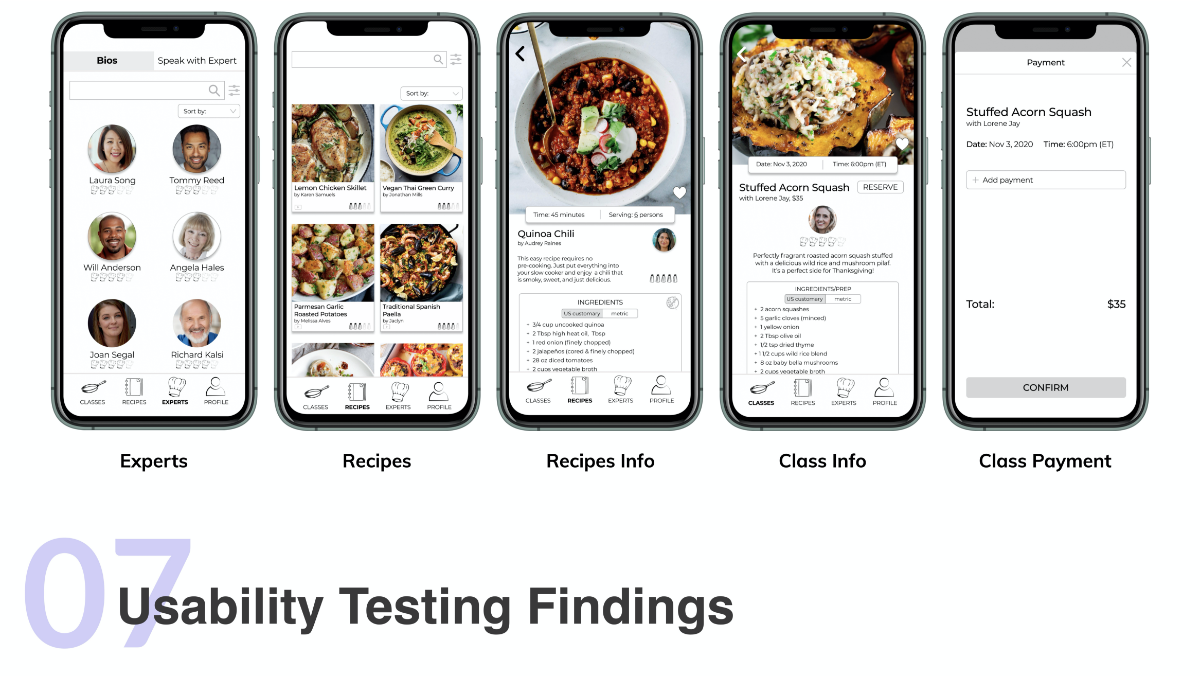 Bios
Speak with Expert
Sort by:
Laura Song
Tommy Reed
Will Anderson
Angela Hales
Joan Segal
Richard Kalsi
CLASSES
RECIPES
EXPERTS
PROFILE
Sort by:
Lemon Chicken Skillet
by Karon Samuels
Vegan Thai Green Curry
by Jonathan Mills
Parmesan Garlic
Roasted Potatoes
by Melissa Alves
Traditional Spanish
Paella
by Jaclyn
CLASSES
RECIPES
EXPERTS
PROFILE
Time: 45 minutes
Serving: 6 persons
Quinoa Chili
by Audrey Raines
This easy recipe requires no
pre-cooking. Just put everything into
your slow cooker and enjoy a chili that
is smoky, sweet, and just delicious.
INGREDIENTS
US customary
metric
• 3/4 cup uncooked quinoa
• 2 Tbsp high heat oil, Tbsp
• 1 red onion (finely chopped)
• 2 jalapeños (cored & finely chopped)
• 28 oz diced tomatoes
• 2 cups vegetable broth
CLASSES
RECIPES
EXPERTS
PROFILE
Date: Nov 3, 2020
Time: 6:00pm (ET)
Stuffed Acorn Squash
RESERVE
with Lorene Jay, $35
Perfectly fragrant roasted acorn squash stuffed
with a delicious wild rice and mushroom pilaf.
It's a perfect side for Thanksgiving!
INGREDIENTS/PREP
US customary
metric
• 2 acorn squashes
• 5 garlic cloves (minced)
• 1 yellow onion
• 2 Tbsp olive oil
• 1/2 tsp dried thyme
• 1 1/2 cups wild rice blend
• 8 oz baby bella mushrooms
• 2 cups vegetable broth
CLASSES
RECIPES
EXPERTS
PROFILE
Payment
Stuffed Acorn Squash
with Lorene Jay
Date: Nov 3, 2020 Time: 6:00pm (ET)
+ Add payment
Total: $35
CONFIRM
Experts
Recipes
Recipes Info
Class Info
Class Payment
07
Usability Testing Findings